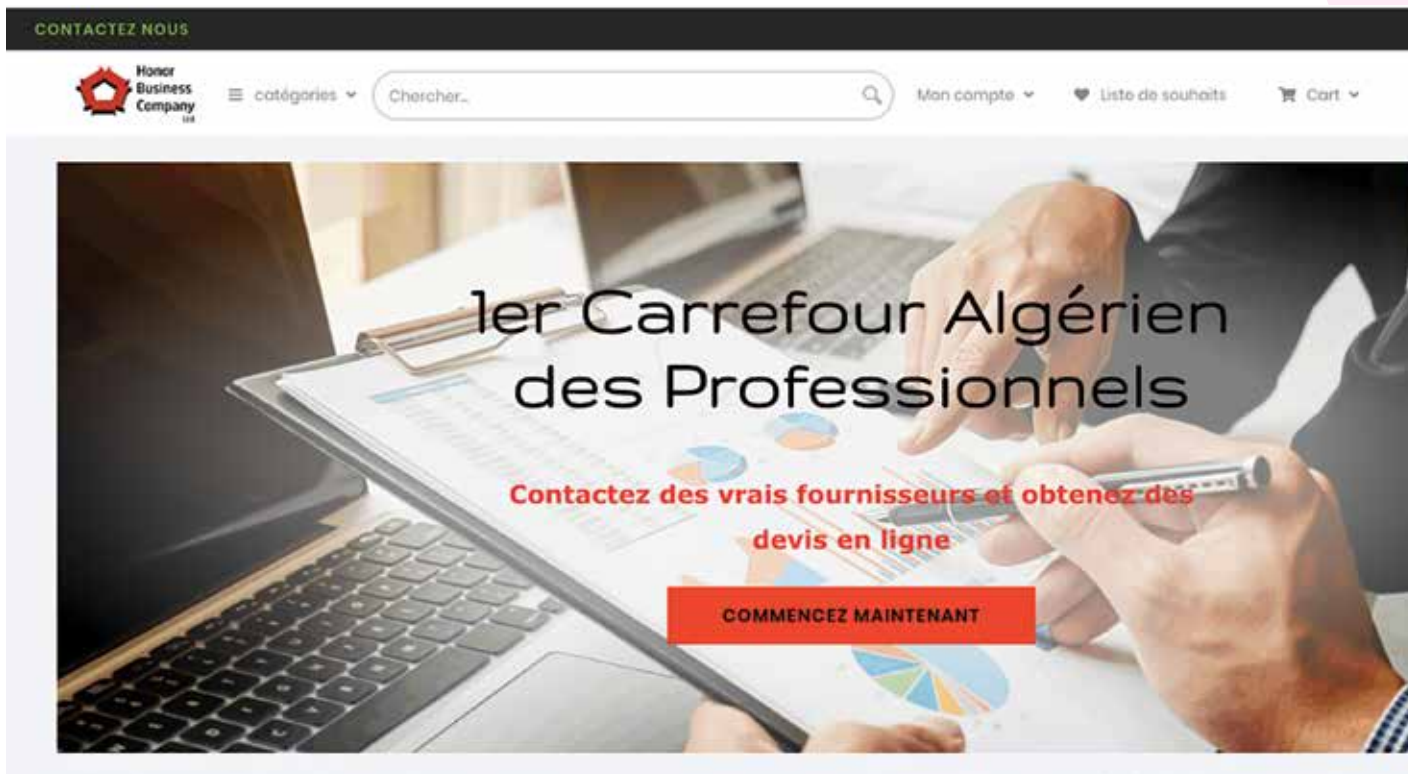 CONTACTEZ NOUS
Honor
Business
Company
Ltd
catégories
Chercher...
Mon compte
Liste de souhaits
Cart
1er Carrefour Algérien
des Professionnels
Contactez des vrais fournisseurs et obtenez des
devis en ligne
COMMENCEZ MAINTENANT